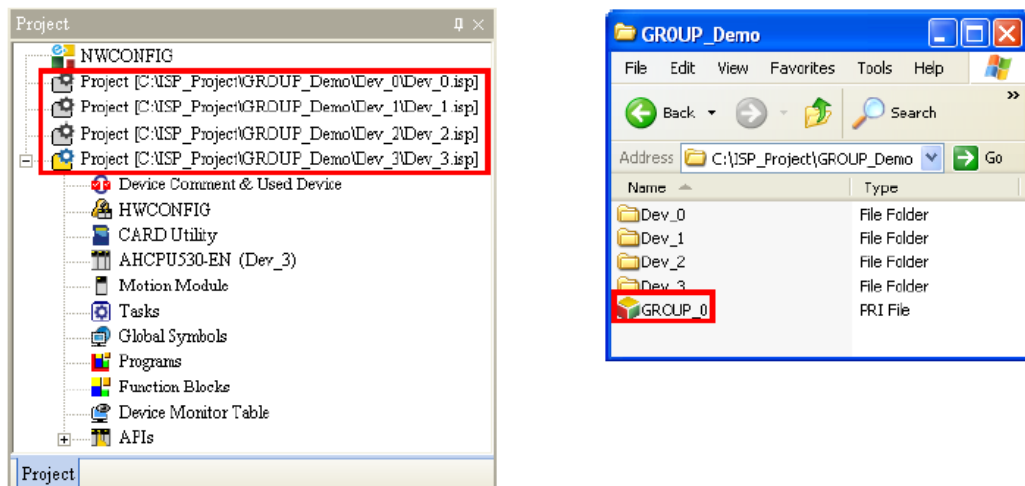 Project
NWCONFIG
Project [C:\ISP_Project\GROUP_Demo\Dev_0\Dev_0.isp]
Project [C:\ISP_Project\GROUP_Demo\Dev_1\Dev_1.isp]
Project [C:\ISP_Project\GROUP_Demo\Dev_2\Dev_2.isp]
Project [C:\ISP_Project\GROUP_Demo\Dev_3\Dev_3.isp]
Device Comment & Used Device
HWCONFIG
CARD Utility
AHCPU530-EN (Dev_3)
Motion Module
Tasks
Global Symbols
Programs
Function Blocks
Device Monitor Table
APIs
Project
GROUP_Demo
File Edit View Favorites Tools Help
Back Search
Address C:\ISP_Project\GROUP_Demo Go
Name Type
Dev_0 File Folder
Dev_1 File Folder
Dev_2 File Folder
Dev_3 File Folder
GROUP_0 PRI File